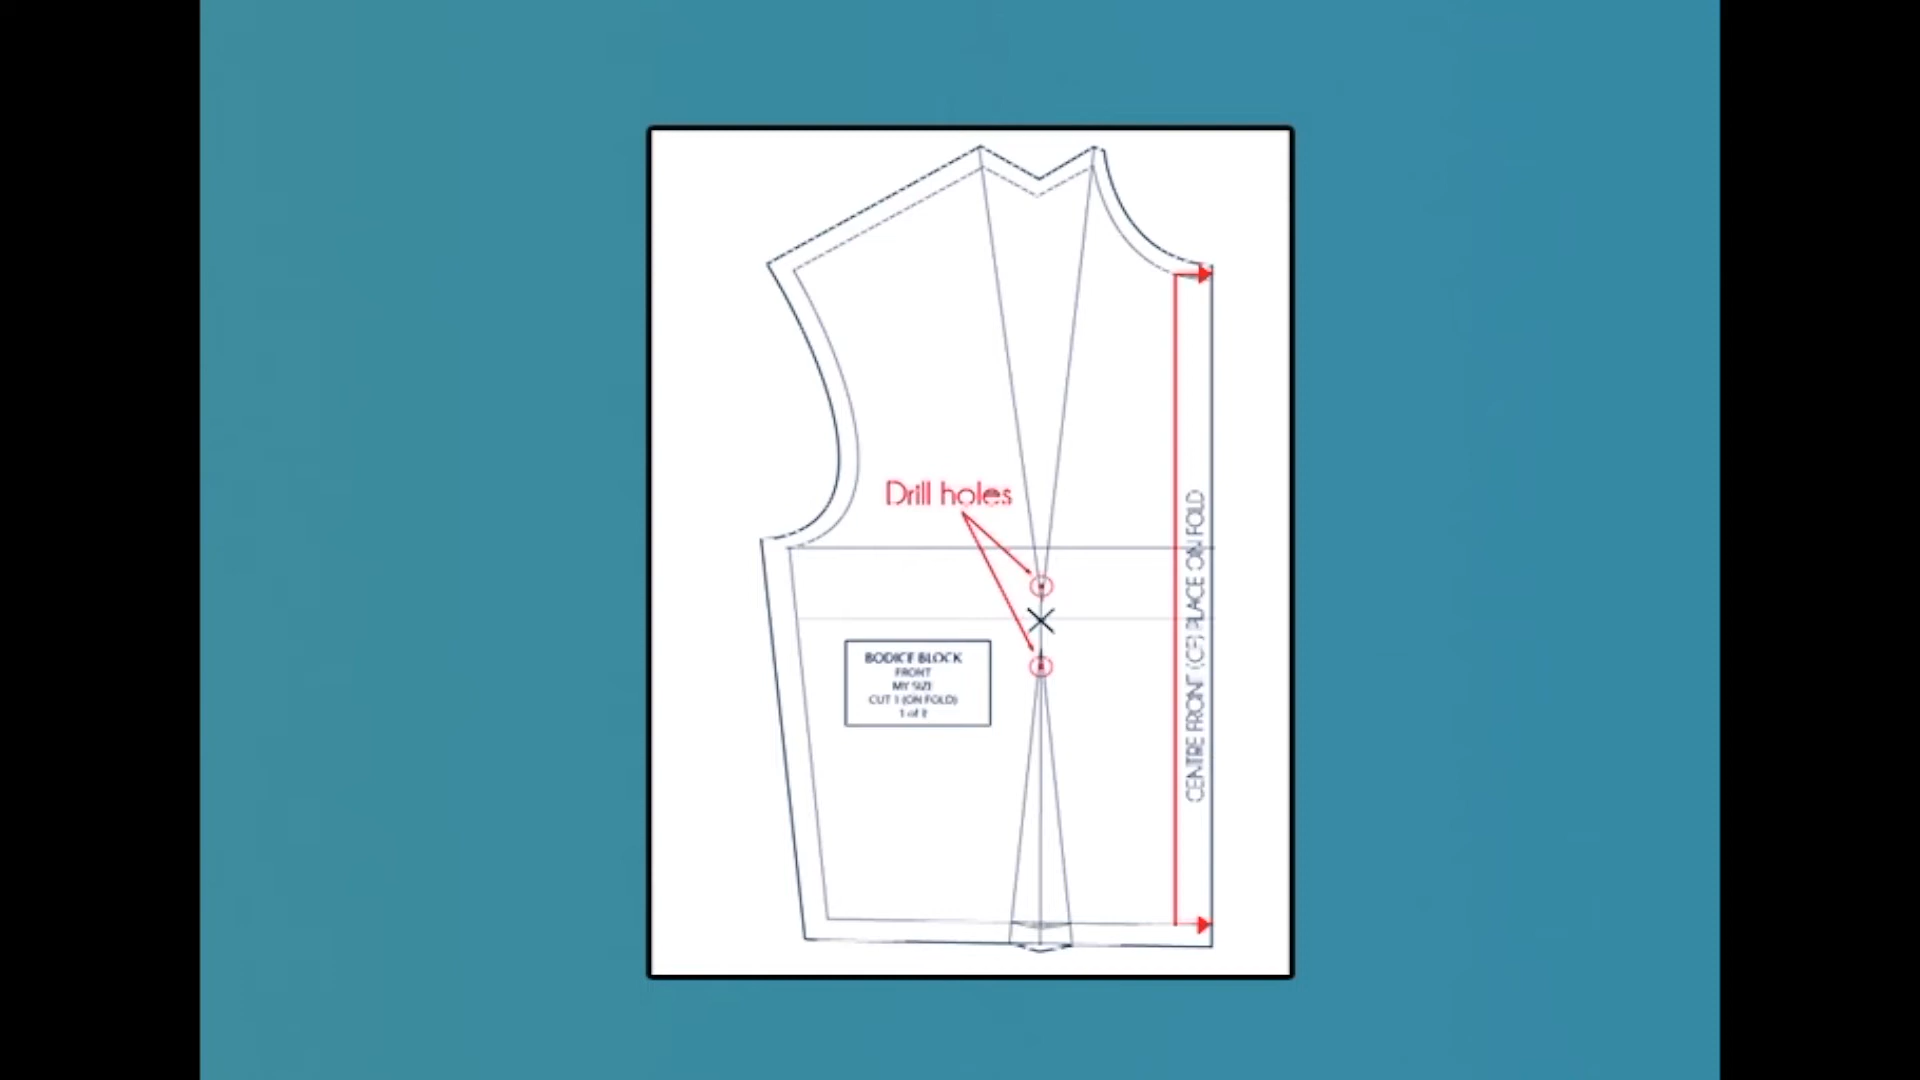 Drill holes
BODICE BLOCK
FRONT
MY SIZE
CUT 1 (ON FOLD)
1 of 2
CENTRE FRONT (CF) PLACE ON FOLD